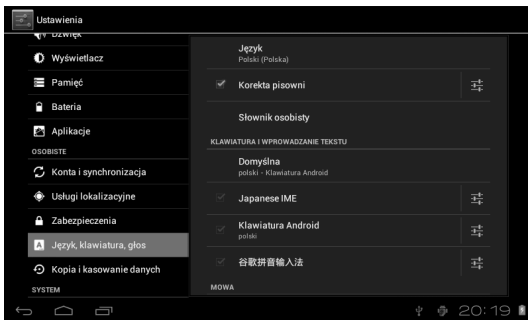 Ustawienia
Dźwięk
Wyświetlacz
Pamięć
Bateria
Aplikacje
OSOBISTE
Konta i synchronizacja
Usługi lokalizacyjne
Zabezpieczenia
A Język, klawiatura, głos
Kopia i kasowanie danych
SYSTEM
Język
Polski (Polska)
Korekta pisowni
Słownik osobisty
KLAWIATURA I WPROWADZANIE TEKSTU
Domyślna
polski - Klawiatura Android
Japanese IME
Klawiatura Android
polski
谷歌拼音输入法
MOWA
20:19